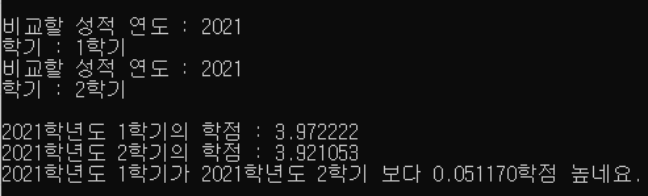 비교할 성적 연도 : 2021
학기 : 1학기
비교할 성적 연도 : 2021
학기 : 2학기
2021학년도 1학기의 학점 : 3.972222
2021학년도 2학기의 학점 : 3.921053
2021학년도 1학기가 2021학년도 2학기 보다 0.051170학점 높네요.